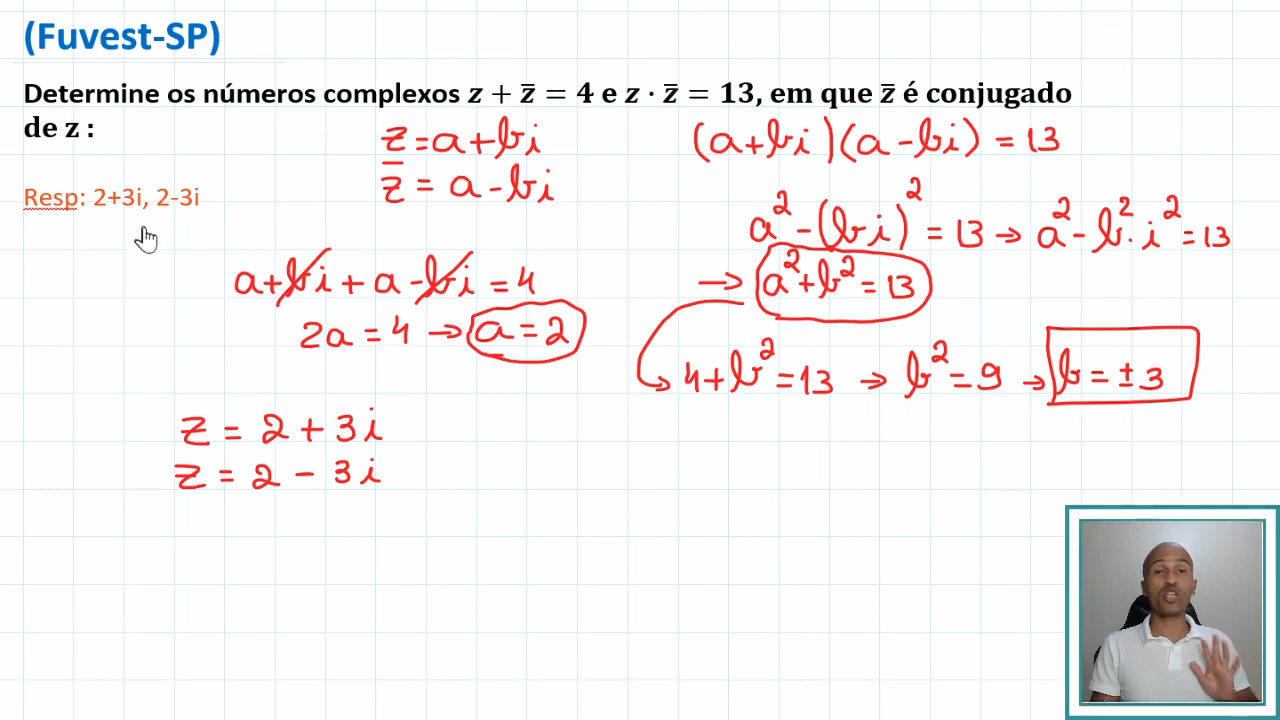 (Fuvest-SP)
Determine os números complexos z + z̅ = 4 e z · z̅ = 13, em que z̅ é conjugado
de z :
Resp: 2+3i, 2-3i
z = a + bi
z̅ = a - bi
a + bi + a - bi = 4
2a = 4 → a = 2
z = 2 + 3i
z = 2 - 3i
(a + bi)(a - bi) = 13
a² - (bi)² = 13 → a² - b² · i² = 13
→ a² + b² = 13
4 + b² = 13 → b² = 9 → b = ± 3